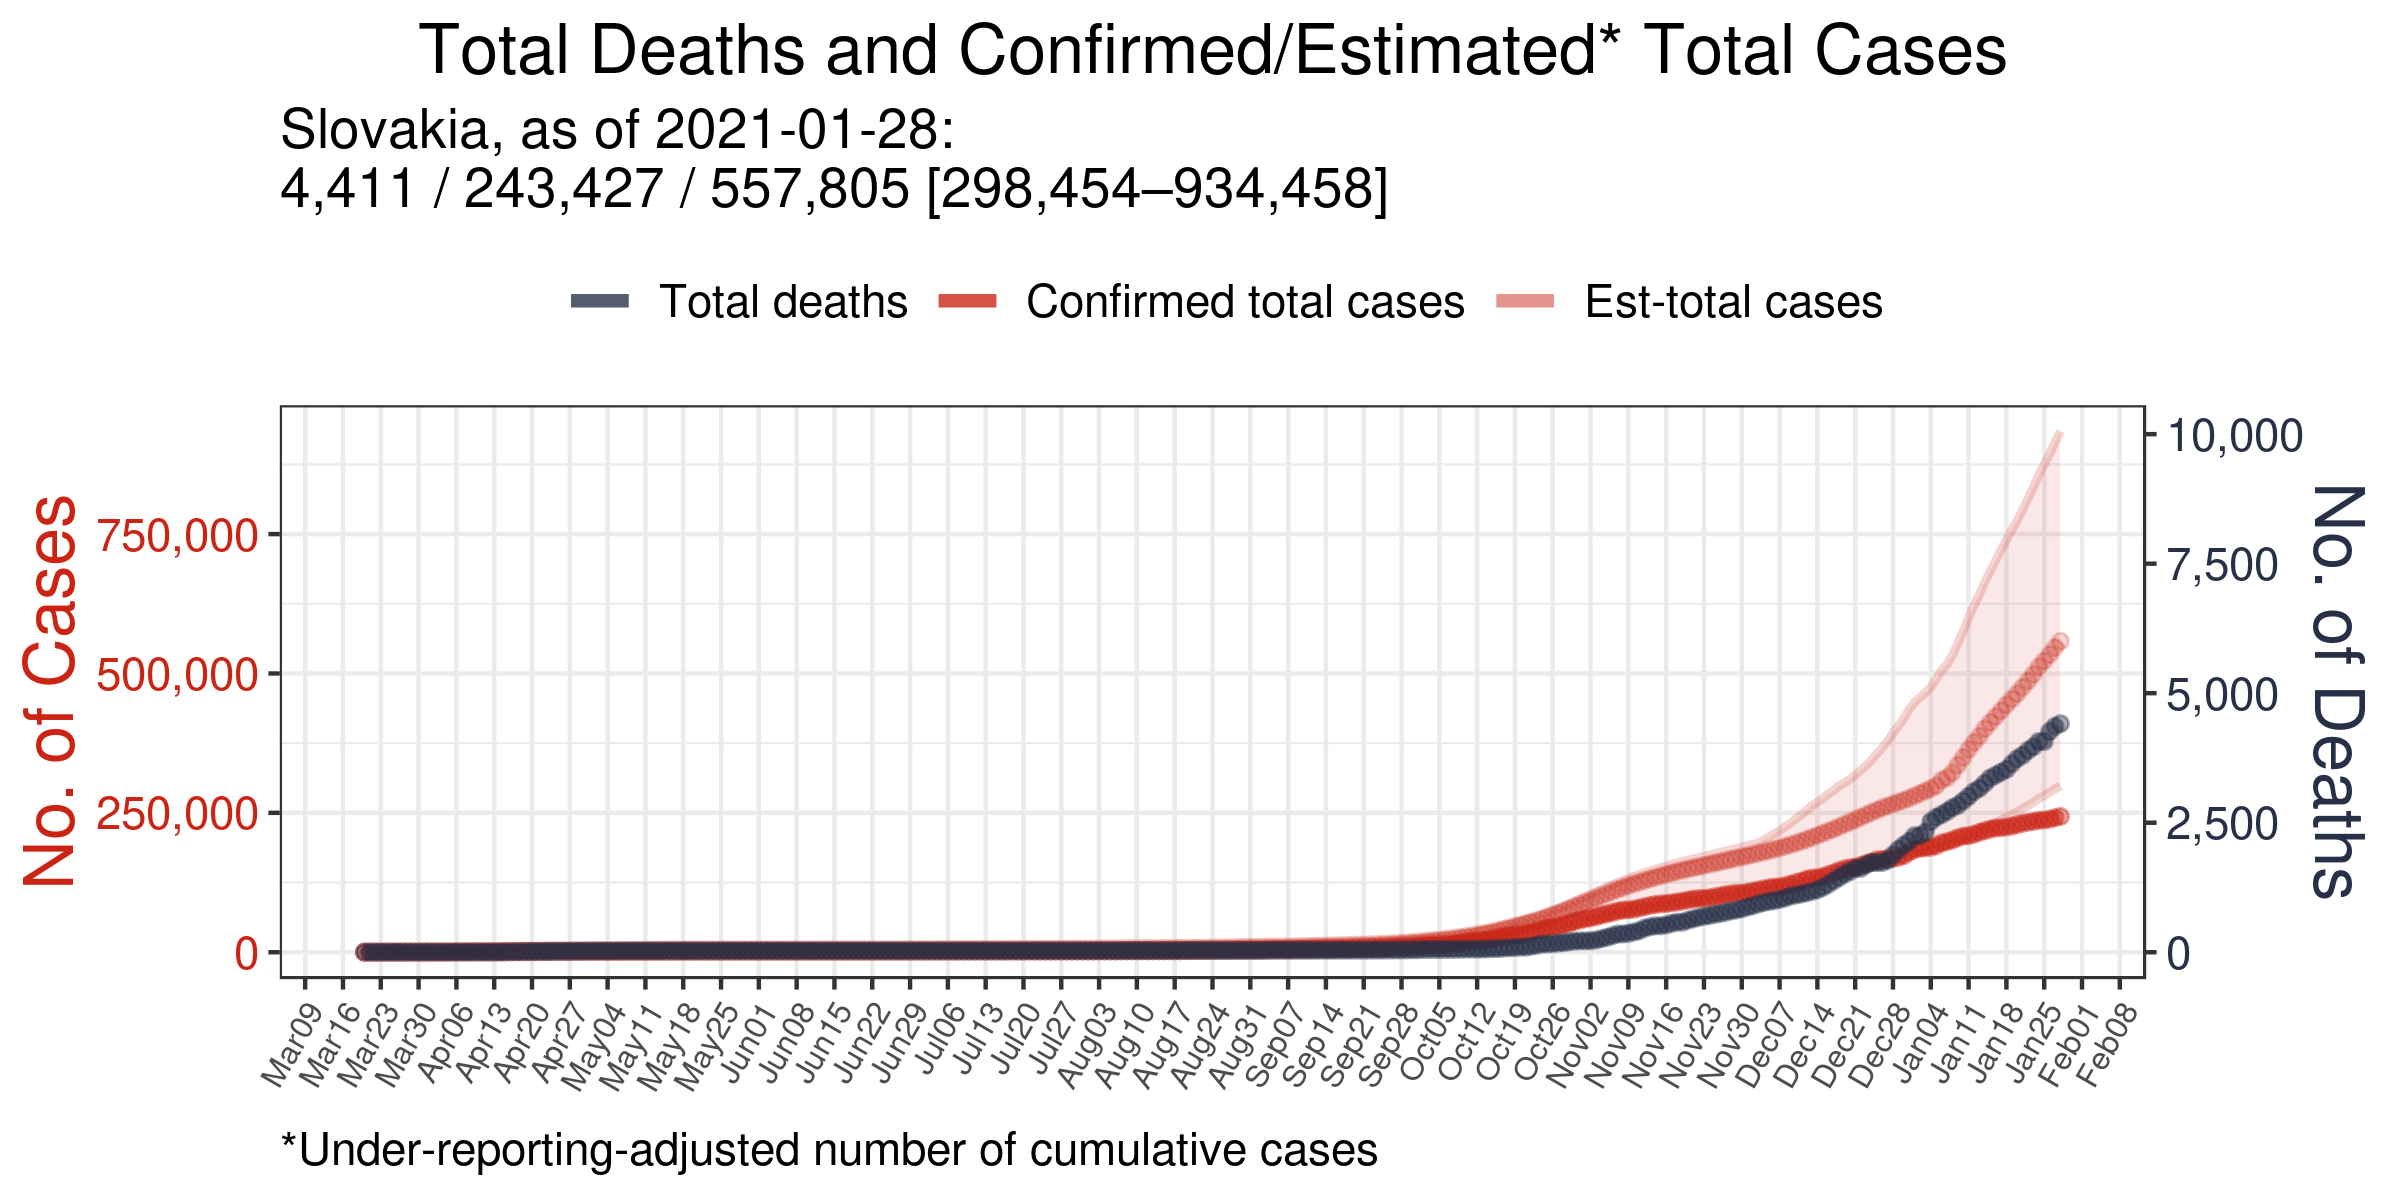 Total Deaths and Confirmed/Estimated* Total Cases
Slovakia, as of 2021-01-28:
4,411 / 243,427 / 557,805 [298,454–934,458]
Total deaths
Confirmed total cases
Est-total cases
No. of Cases
750,000
500,000
250,000
0
10,000
7,500
5,000
2,500
0
No. of Deaths
Mar09
Mar16
Mar23
Mar30
Apr06
Apr13
Apr20
Apr27
May04
May11
May18
May25
Jun01
Jun08
Jun15
Jun22
Jun29
Jul06
Jul13
Jul20
Jul27
Aug03
Aug10
Aug17
Aug24
Aug31
Sep07
Sep14
Sep21
Sep28
Oct05
Oct12
Oct19
Oct26
Nov02
Nov09
Nov16
Nov23
Nov30
Dec07
Dec14
Dec21
Dec28
Jan04
Jan11
Jan18
Jan25
Feb01
Feb08
*Under-reporting-adjusted number of cumulative cases